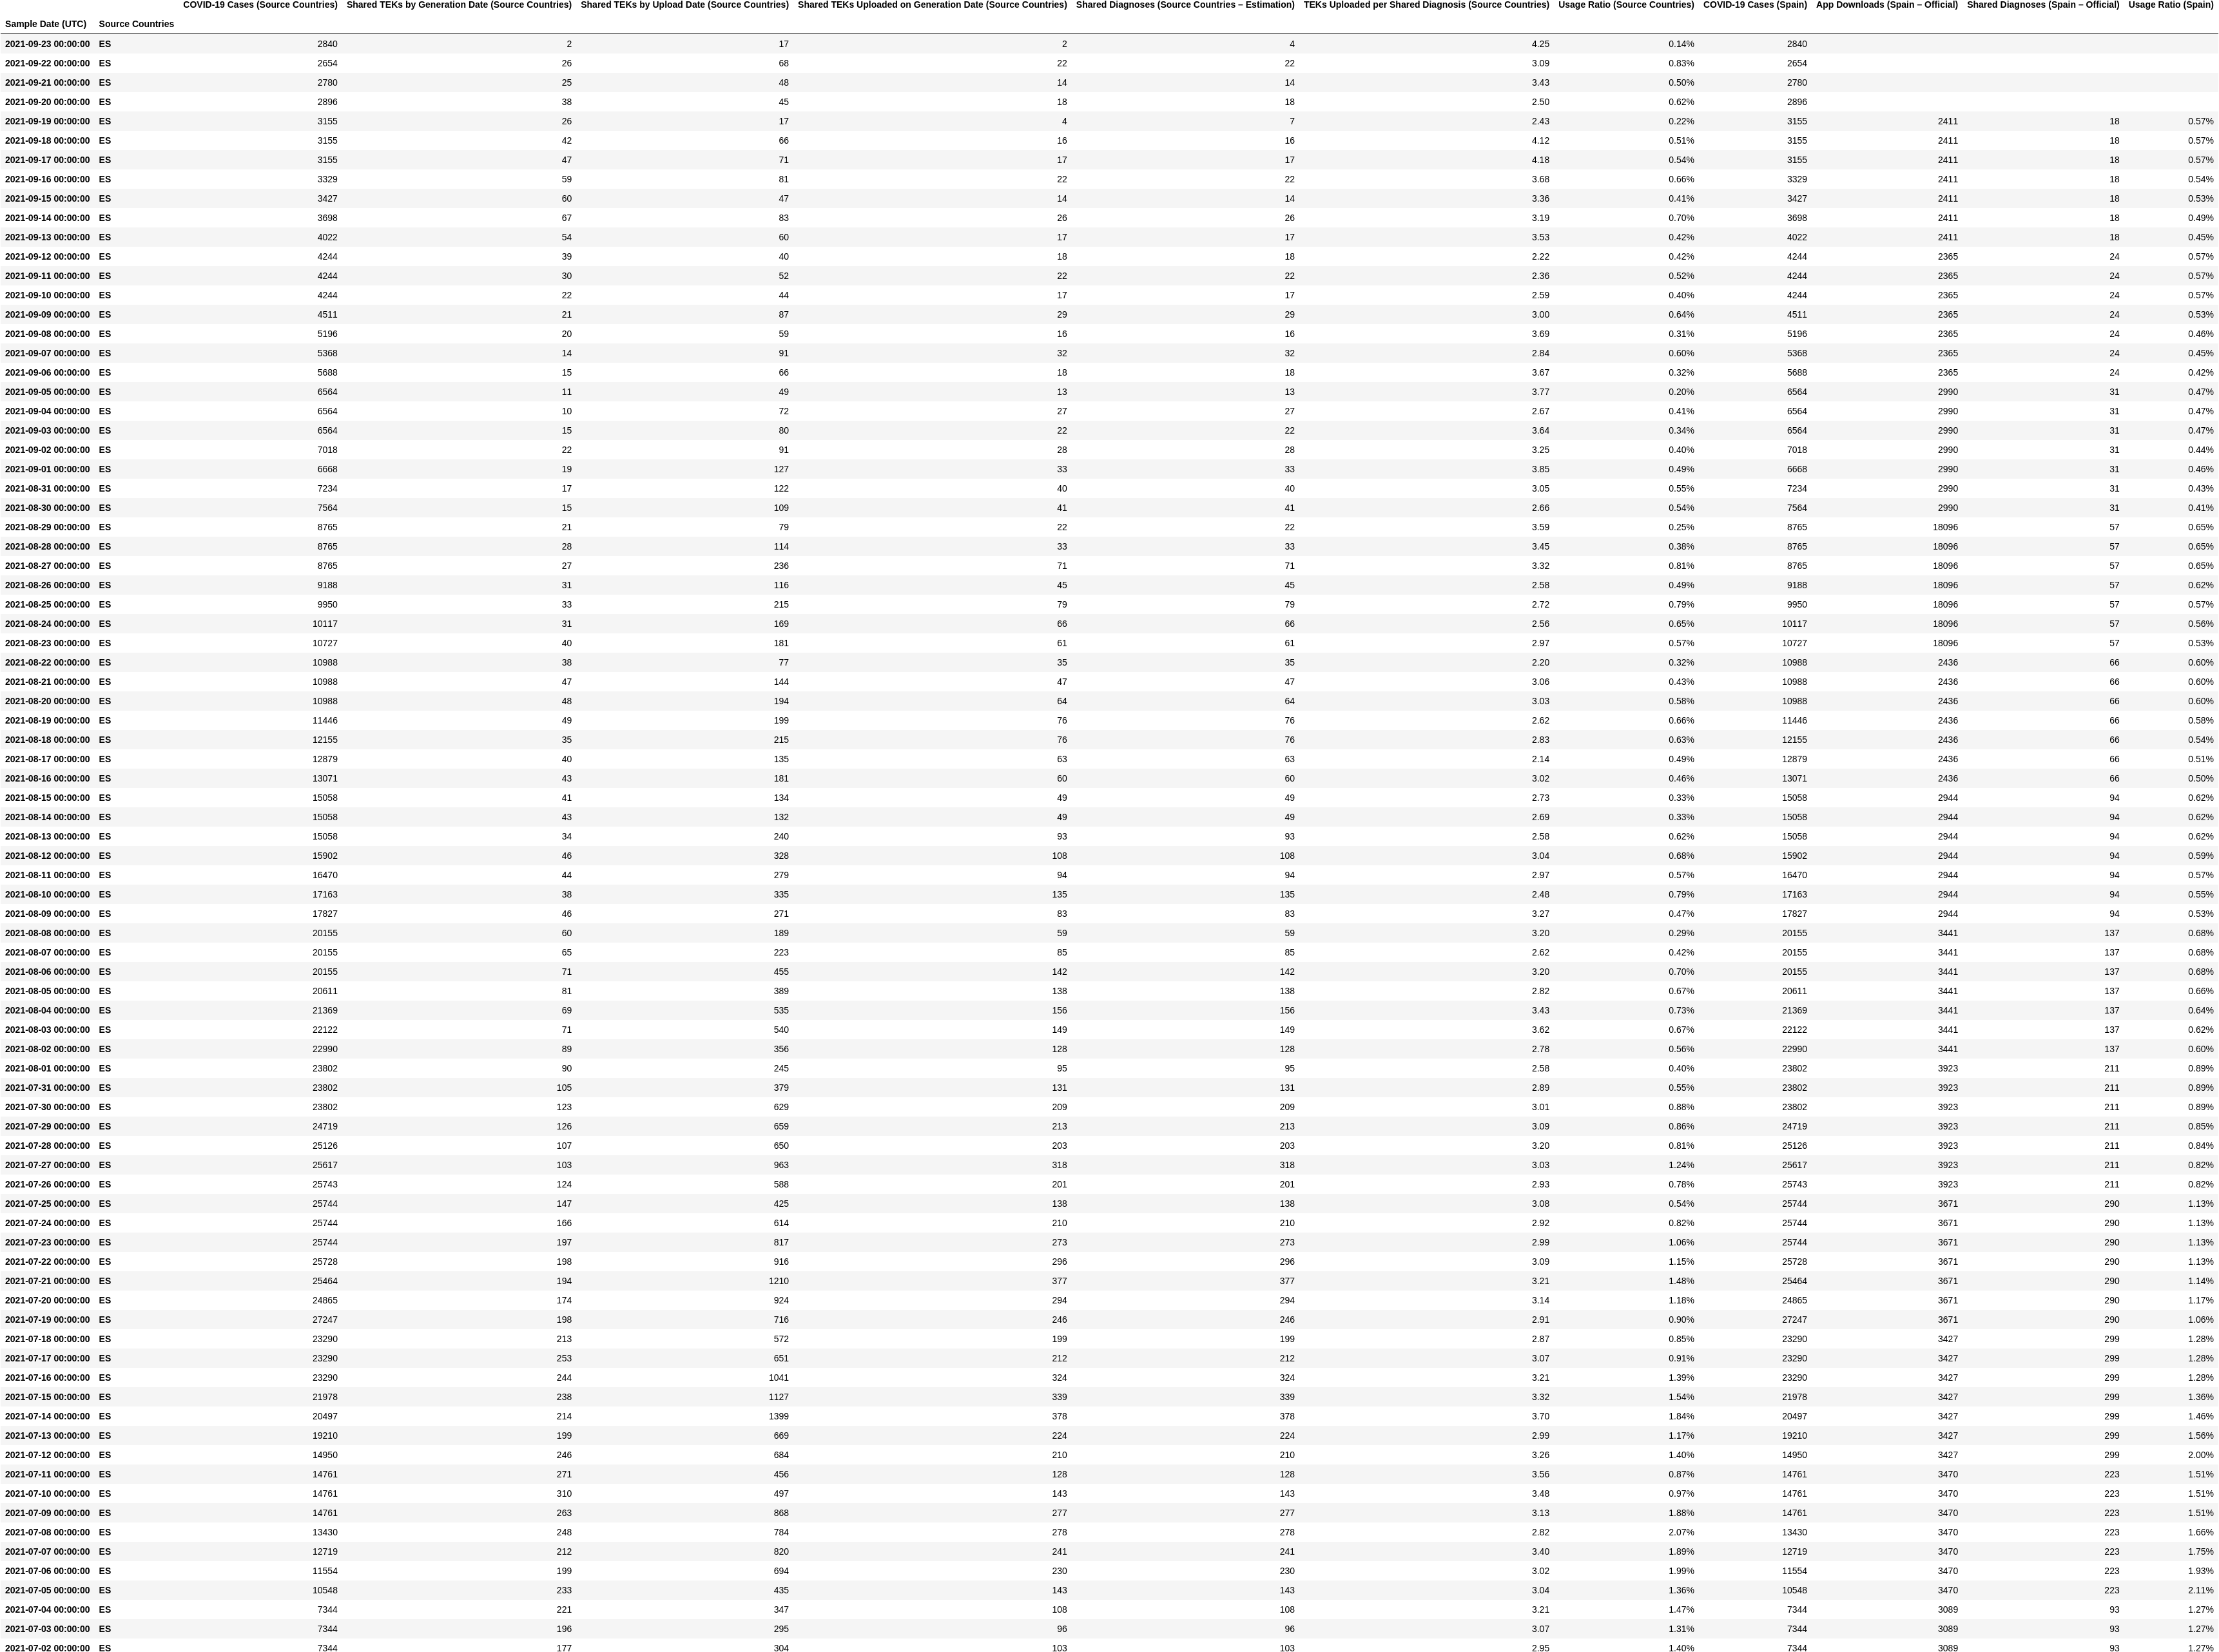 COVID-19 Cases (Source Countries) Shared TEKs by Generation Date (Source Countries) Shared TEKs by Upload Date (Source Countries) Shared TEKs Uploaded on Generation Date (Source Countries) Shared Diagnoses (Source Countries – Estimation) TEKs Uploaded per Shared Diagnosis (Source Countries) Usage Ratio (Source Countries) COVID-19 Cases (Spain) App Downloads (Spain – Official) Shared Diagnoses (Spain – Official) Usage Ratio (Spain)
Sample Date (UTC) Source Countries
2021-09-23 00:00:00 ES 2840 2 17 2 4 4.25 0.14% 2840
2021-09-22 00:00:00 ES 2654 26 68 22 22 3.09 0.83% 2654
2021-09-21 00:00:00 ES 2780 25 48 14 14 3.43 0.50% 2780
2021-09-20 00:00:00 ES 2896 38 45 18 18 2.50 0.62% 2896
2021-09-19 00:00:00 ES 3155 26 17 4 7 2.43 0.22% 3155 2411 18 0.57%
2021-09-18 00:00:00 ES 3155 42 66 16 16 4.12 0.51% 3155 2411 18 0.57%
2021-09-17 00:00:00 ES 3155 47 71 17 17 4.18 0.54% 3155 2411 18 0.57%
2021-09-16 00:00:00 ES 3329 59 81 22 22 3.68 0.66% 3329 2411 18 0.54%
2021-09-15 00:00:00 ES 3427 60 47 14 14 3.36 0.41% 3427 2411 18 0.53%
2021-09-14 00:00:00 ES 3698 67 83 26 26 3.19 0.70% 3698 2411 18 0.49%
2021-09-13 00:00:00 ES 4022 54 60 17 17 3.53 0.42% 4022 2411 18 0.45%
2021-09-12 00:00:00 ES 4244 39 40 18 18 2.22 0.42% 4244 2365 24 0.57%
2021-09-11 00:00:00 ES 4244 30 52 22 22 2.36 0.52% 4244 2365 24 0.57%
2021-09-10 00:00:00 ES 4244 22 44 17 17 2.59 0.40% 4244 2365 24 0.57%
2021-09-09 00:00:00 ES 4511 21 87 29 29 3.00 0.64% 4511 2365 24 0.53%
2021-09-08 00:00:00 ES 5196 20 59 16 16 3.69 0.31% 5196 2365 24 0.46%
2021-09-07 00:00:00 ES 5368 14 91 32 32 2.84 0.60% 5368 2365 24 0.45%
2021-09-06 00:00:00 ES 5688 15 66 18 18 3.67 0.32% 5688 2365 24 0.42%
2021-09-05 00:00:00 ES 6564 11 49 13 13 3.77 0.20% 6564 2990 31 0.47%
2021-09-04 00:00:00 ES 6564 10 72 27 27 2.67 0.41% 6564 2990 31 0.47%
2021-09-03 00:00:00 ES 6564 15 80 22 22 3.64 0.34% 6564 2990 31 0.47%
2021-09-02 00:00:00 ES 7018 22 91 28 28 3.25 0.40% 7018 2990 31 0.44%
2021-09-01 00:00:00 ES 6668 19 127 33 33 3.85 0.49% 6668 2990 31 0.46%
2021-08-31 00:00:00 ES 7234 17 122 40 40 3.05 0.55% 7234 2990 31 0.43%
2021-08-30 00:00:00 ES 7564 15 109 41 41 2.66 0.54% 7564 2990 31 0.41%
2021-08-29 00:00:00 ES 8765 21 79 22 22 3.59 0.25% 8765 18096 57 0.65%
2021-08-28 00:00:00 ES 8765 28 114 33 33 3.45 0.38% 8765 18096 57 0.65%
2021-08-27 00:00:00 ES 8765 27 236 71 71 3.32 0.81% 8765 18096 57 0.65%
2021-08-26 00:00:00 ES 9188 31 116 45 45 2.58 0.49% 9188 18096 57 0.62%
2021-08-25 00:00:00 ES 9950 33 215 79 79 2.72 0.79% 9950 18096 57 0.57%
2021-08-24 00:00:00 ES 10117 31 169 66 66 2.56 0.65% 10117 18096 57 0.56%
2021-08-23 00:00:00 ES 10727 40 181 61 61 2.97 0.57% 10727 18096 57 0.53%
2021-08-22 00:00:00 ES 10988 38 77 35 35 2.20 0.32% 10988 2436 66 0.60%
2021-08-21 00:00:00 ES 10988 47 144 47 47 3.06 0.43% 10988 2436 66 0.60%
2021-08-20 00:00:00 ES 10988 48 194 64 64 3.03 0.58% 10988 2436 66 0.60%
2021-08-19 00:00:00 ES 11446 49 199 76 76 2.62 0.66% 11446 2436 66 0.58%
2021-08-18 00:00:00 ES 12155 35 215 76 76 2.83 0.63% 12155 2436 66 0.54%
2021-08-17 00:00:00 ES 12879 40 135 63 63 2.14 0.49% 12879 2436 66 0.51%
2021-08-16 00:00:00 ES 13071 43 181 60 60 3.02 0.46% 13071 2436 66 0.50%
2021-08-15 00:00:00 ES 15058 41 134 49 49 2.73 0.33% 15058 2944 94 0.62%
2021-08-14 00:00:00 ES 15058 43 132 49 49 2.69 0.33% 15058 2944 94 0.62%
2021-08-13 00:00:00 ES 15058 34 240 93 93 2.58 0.62% 15058 2944 94 0.62%
2021-08-12 00:00:00 ES 15902 46 328 108 108 3.04 0.68% 15902 2944 94 0.59%
2021-08-11 00:00:00 ES 16470 44 279 94 94 2.97 0.57% 16470 2944 94 0.57%
2021-08-10 00:00:00 ES 17163 38 335 135 135 2.48 0.79% 17163 2944 94 0.55%
2021-08-09 00:00:00 ES 17827 46 271 83 83 3.27 0.47% 17827 2944 94 0.53%
2021-08-08 00:00:00 ES 20155 60 189 59 59 3.20 0.29% 20155 3441 137 0.68%
2021-08-07 00:00:00 ES 20155 65 223 85 85 2.62 0.42% 20155 3441 137 0.68%
2021-08-06 00:00:00 ES 20155 71 455 142 142 3.20 0.70% 20155 3441 137 0.68%
2021-08-05 00:00:00 ES 20611 81 389 138 138 2.82 0.67% 20611 3441 137 0.66%
2021-08-04 00:00:00 ES 21369 69 535 156 156 3.43 0.73% 21369 3441 137 0.64%
2021-08-03 00:00:00 ES 22122 71 540 149 149 3.62 0.67% 22122 3441 137 0.62%
2021-08-02 00:00:00 ES 22990 89 356 128 128 2.78 0.56% 22990 3441 137 0.60%
2021-08-01 00:00:00 ES 23802 90 245 95 95 2.58 0.40% 23802 3923 211 0.89%
2021-07-31 00:00:00 ES 23802 105 379 131 131 2.89 0.55% 23802 3923 211 0.89%
2021-07-30 00:00:00 ES 23802 123 629 209 209 3.01 0.88% 23802 3923 211 0.89%
2021-07-29 00:00:00 ES 24719 126 659 213 213 3.09 0.86% 24719 3923 211 0.85%
2021-07-28 00:00:00 ES 25126 107 650 203 203 3.20 0.81% 25126 3923 211 0.84%
2021-07-27 00:00:00 ES 25617 103 963 318 318 3.03 1.24% 25617 3923 211 0.82%
2021-07-26 00:00:00 ES 25743 124 588 201 201 2.93 0.78% 25743 3923 211 0.82%
2021-07-25 00:00:00 ES 25744 147 425 138 138 3.08 0.54% 25744 3671 290 1.13%
2021-07-24 00:00:00 ES 25744 166 614 210 210 2.92 0.82% 25744 3671 290 1.13%
2021-07-23 00:00:00 ES 25744 197 817 273 273 2.99 1.06% 25744 3671 290 1.13%
2021-07-22 00:00:00 ES 25728 198 916 296 296 3.09 1.15% 25728 3671 290 1.13%
2021-07-21 00:00:00 ES 25464 194 1210 377 377 3.21 1.48% 25464 3671 290 1.14%
2021-07-20 00:00:00 ES 24865 174 924 294 294 3.14 1.18% 24865 3671 290 1.17%
2021-07-19 00:00:00 ES 27247 198 716 246 246 2.91 0.90% 27247 3671 290 1.06%
2021-07-18 00:00:00 ES 23290 213 572 199 199 2.87 0.85% 23290 3427 299 1.28%
2021-07-17 00:00:00 ES 23290 253 651 212 212 3.07 0.91% 23290 3427 299 1.28%
2021-07-16 00:00:00 ES 23290 244 1041 324 324 3.21 1.39% 23290 3427 299 1.28%
2021-07-15 00:00:00 ES 21978 238 1127 339 339 3.32 1.54% 21978 3427 299 1.36%
2021-07-14 00:00:00 ES 20497 214 1399 378 378 3.70 1.84% 20497 3427 299 1.46%
2021-07-13 00:00:00 ES 19210 199 669 224 224 2.99 1.17% 19210 3427 299 1.56%
2021-07-12 00:00:00 ES 14950 246 684 210 210 3.26 1.40% 14950 3427 299 2.00%
2021-07-11 00:00:00 ES 14761 271 456 128 128 3.56 0.87% 14761 3470 223 1.51%
2021-07-10 00:00:00 ES 14761 310 497 143 143 3.48 0.97% 14761 3470 223 1.51%
2021-07-09 00:00:00 ES 14761 263 868 277 277 3.13 1.88% 14761 3470 223 1.51%
2021-07-08 00:00:00 ES 13430 248 784 278 278 2.82 2.07% 13430 3470 223 1.66%
2021-07-07 00:00:00 ES 12719 212 820 241 241 3.40 1.89% 12719 3470 223 1.75%
2021-07-06 00:00:00 ES 11554 199 694 230 230 3.02 1.99% 11554 3470 223 1.93%
2021-07-05 00:00:00 ES 10548 233 435 143 143 3.04 1.36% 10548 3470 223 2.11%
2021-07-04 00:00:00 ES 7344 221 347 108 108 3.21 1.47% 7344 3089 93 1.27%
2021-07-03 00:00:00 ES 7344 196 295 96 96 3.07 1.31% 7344 3089 93 1.27%
2021-07-02 00:00:00 ES 7344 177 304 103 103 2.95 1.40% 7344 3089 93 1.27%